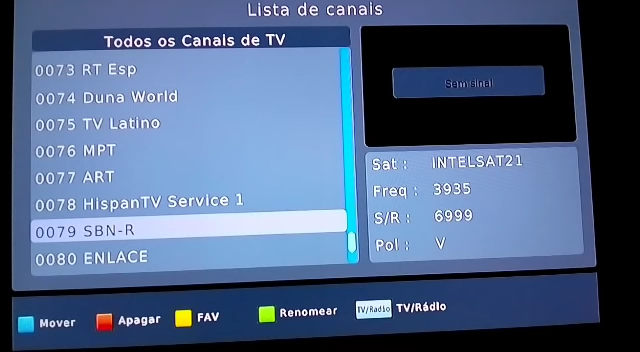 Lista de canais
Todos os Canais de TV
0073 RT Esp
0074 Duna World
0075 TV Latino
0076 MPT
0077 ART
0078 HispanTV Service 1
0079 SBN-R
0080 ENLACE
Sem sinal
Sat : INTELSAT21
Freq : 3935
S/R : 6999
Pol : V
Mover Apagar FAV Renomear TV/Radio TV/Rádio